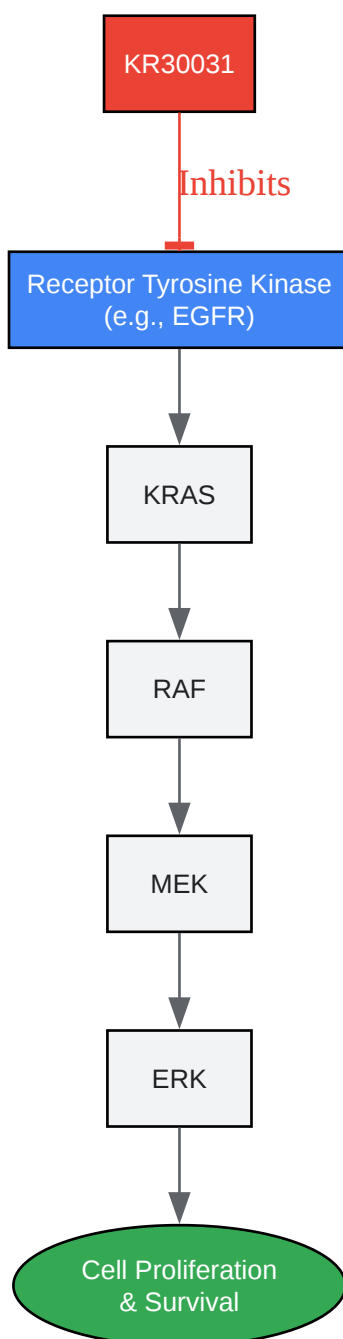 KR30031
Inhibits
Receptor Tyrosine Kinase
(e.g., EGFR)
KRAS
RAF
MEK
ERK
Cell Proliferation
& Survival